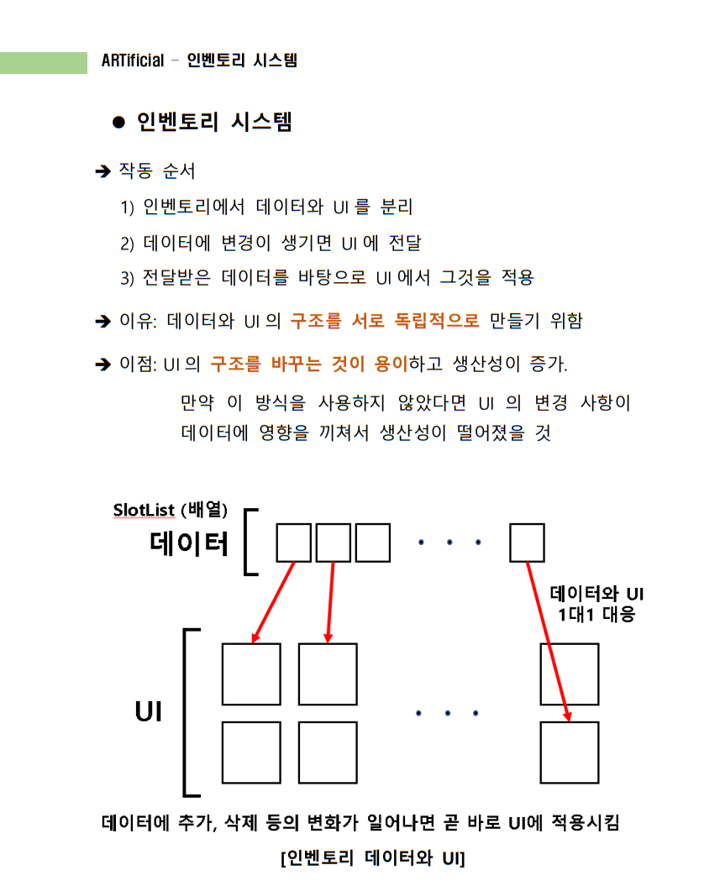 ARTificial – 인벤토리 시스템
● 인벤토리 시스템
➔ 작동 순서
1) 인벤토리에서 데이터와 UI 를 분리
2) 데이터에 변경이 생기면 UI 에 전달
3) 전달받은 데이터를 바탕으로 UI 에서 그것을 적용
➔ 이유: 데이터와 UI 의 구조를 서로 독립적으로 만들기 위함
➔ 이점: UI 의 구조를 바꾸는 것이 용이하고 생산성이 증가.
만약 이 방식을 사용하지 않았다면 UI 의 변경 사항이
데이터에 영향을 끼쳐서 생산성이 떨어졌을 것
SlotList (배열)
데이터
데이터와 UI
1대1 대응
UI
데이터에 추가, 삭제 등의 변화가 일어나면 곧 바로 UI에 적용시킴
[인벤토리 데이터와 UI]